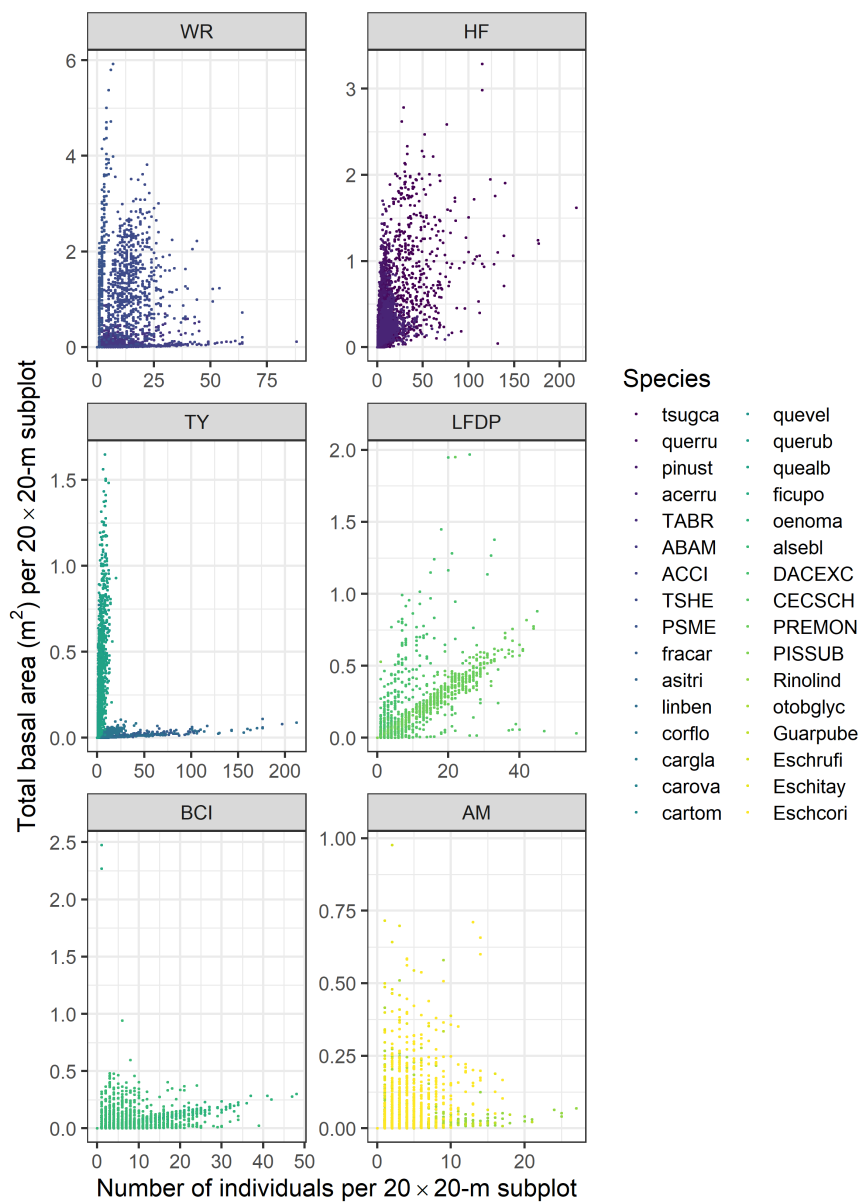 WR HF
6
4
2
0
0 25 50 75
3
2
1
0
0 50 100 150 200
TY LFDP
1.5
1.0
0.5
0.0
0 50 100 150 200
2.0
1.5
1.0
0.5
0.0
0 20 40
BCI AM
2.5
2.0
1.5
1.0
0.5
0.0
0 10 20 30 40 50
1.00
0.75
0.50
0.25
0.00
0 10 20
Total basal area (m²) per 20 × 20-m subplot
Number of individuals per 20 × 20-m subplot
Species
tsugca quevel
querru querub
pinust quealb
acerru ficupo
TABR oenoma
ABAM alsebl
ACCI DACEXC
TSHE CECSCH
PSME PREMON
fracar PISSUB
asitri Rinolind
linben otobglyc
corflo Guarpube
cargla Eschrufi
carova Eschitay
cartom Eschcori